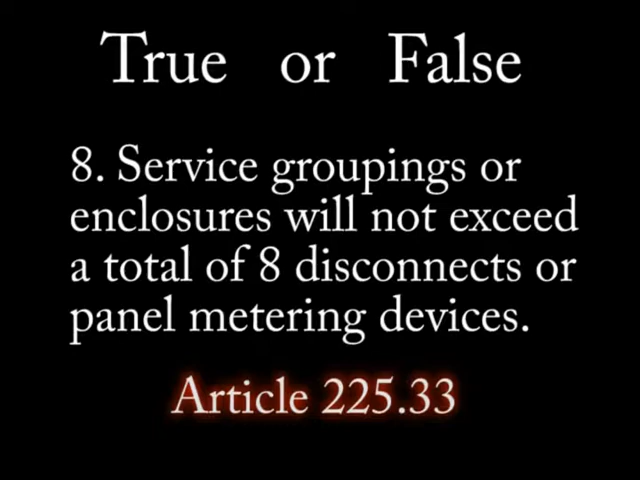 True or False
8. Service groupings or
enclosures will not exceed
a total of 8 disconnects or
panel metering devices.
Article 225.33